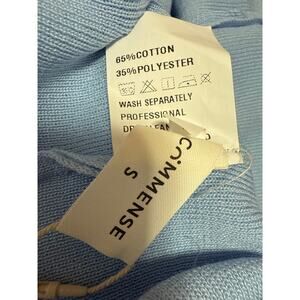 65%COTTON
35%POLYESTER
WASH SEPARATELY
PROFESSIONAL
COMMENSE
S